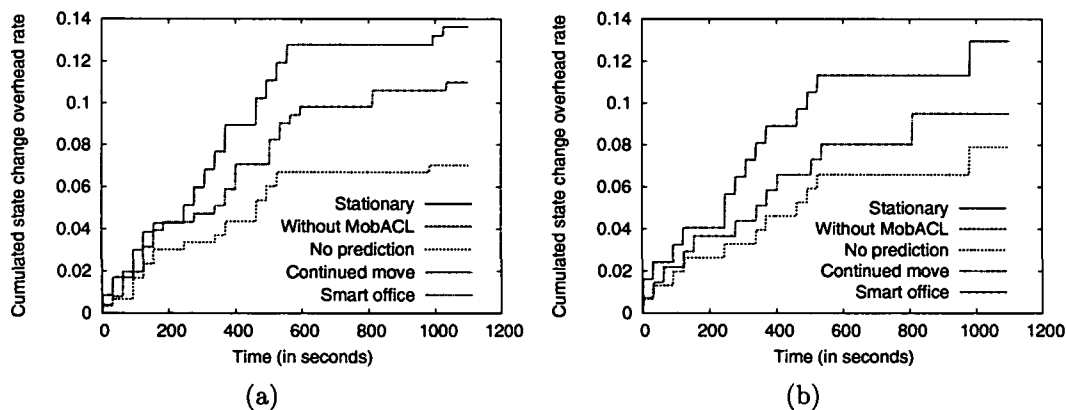 Cumulated state change overhead rate
0.14
0.12
0.1
0.08
0.06
0.04
0.02
0
Stationary
Without MobACL
No prediction
Continued move
Smart office
0 200 400 600 800 1000 1200
Time (in seconds)
(a)
Cumulated state change overhead rate
0.14
0.12
0.1
0.08
0.06
0.04
0.02
0
Stationary
Without MobACL
No prediction
Continued move
Smart office
0 200 400 600 800 1000 1200
Time (in seconds)
(b)